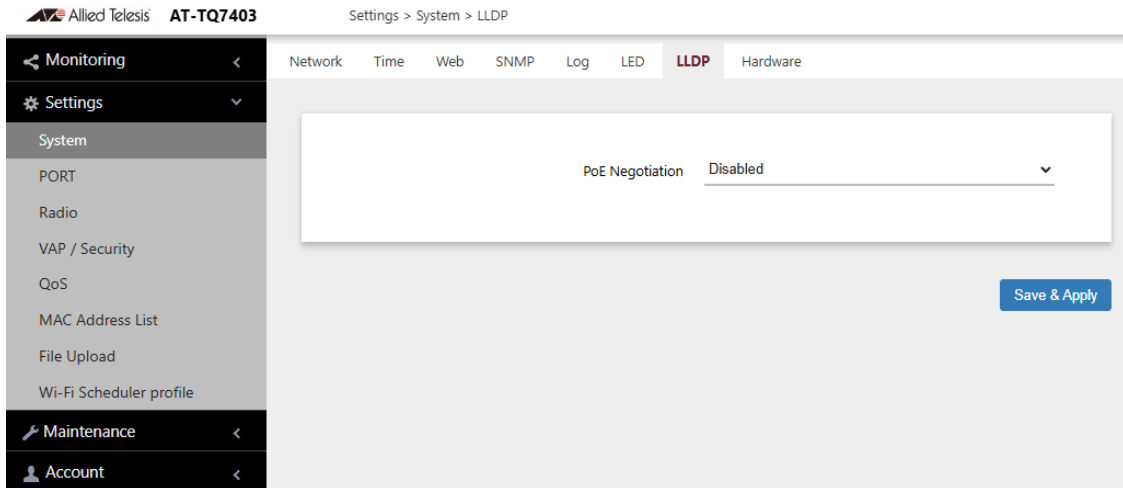 Allied Telesis AT-TQ7403 Settings > System > LLDP
Monitoring
Network Time Web SNMP Log LED LLDP Hardware
Settings
System
PORT
Radio
VAP / Security
QoS
MAC Address List
File Upload
Wi-Fi Scheduler profile
Maintenance
Account
PoE Negotiation Disabled
Save & Apply